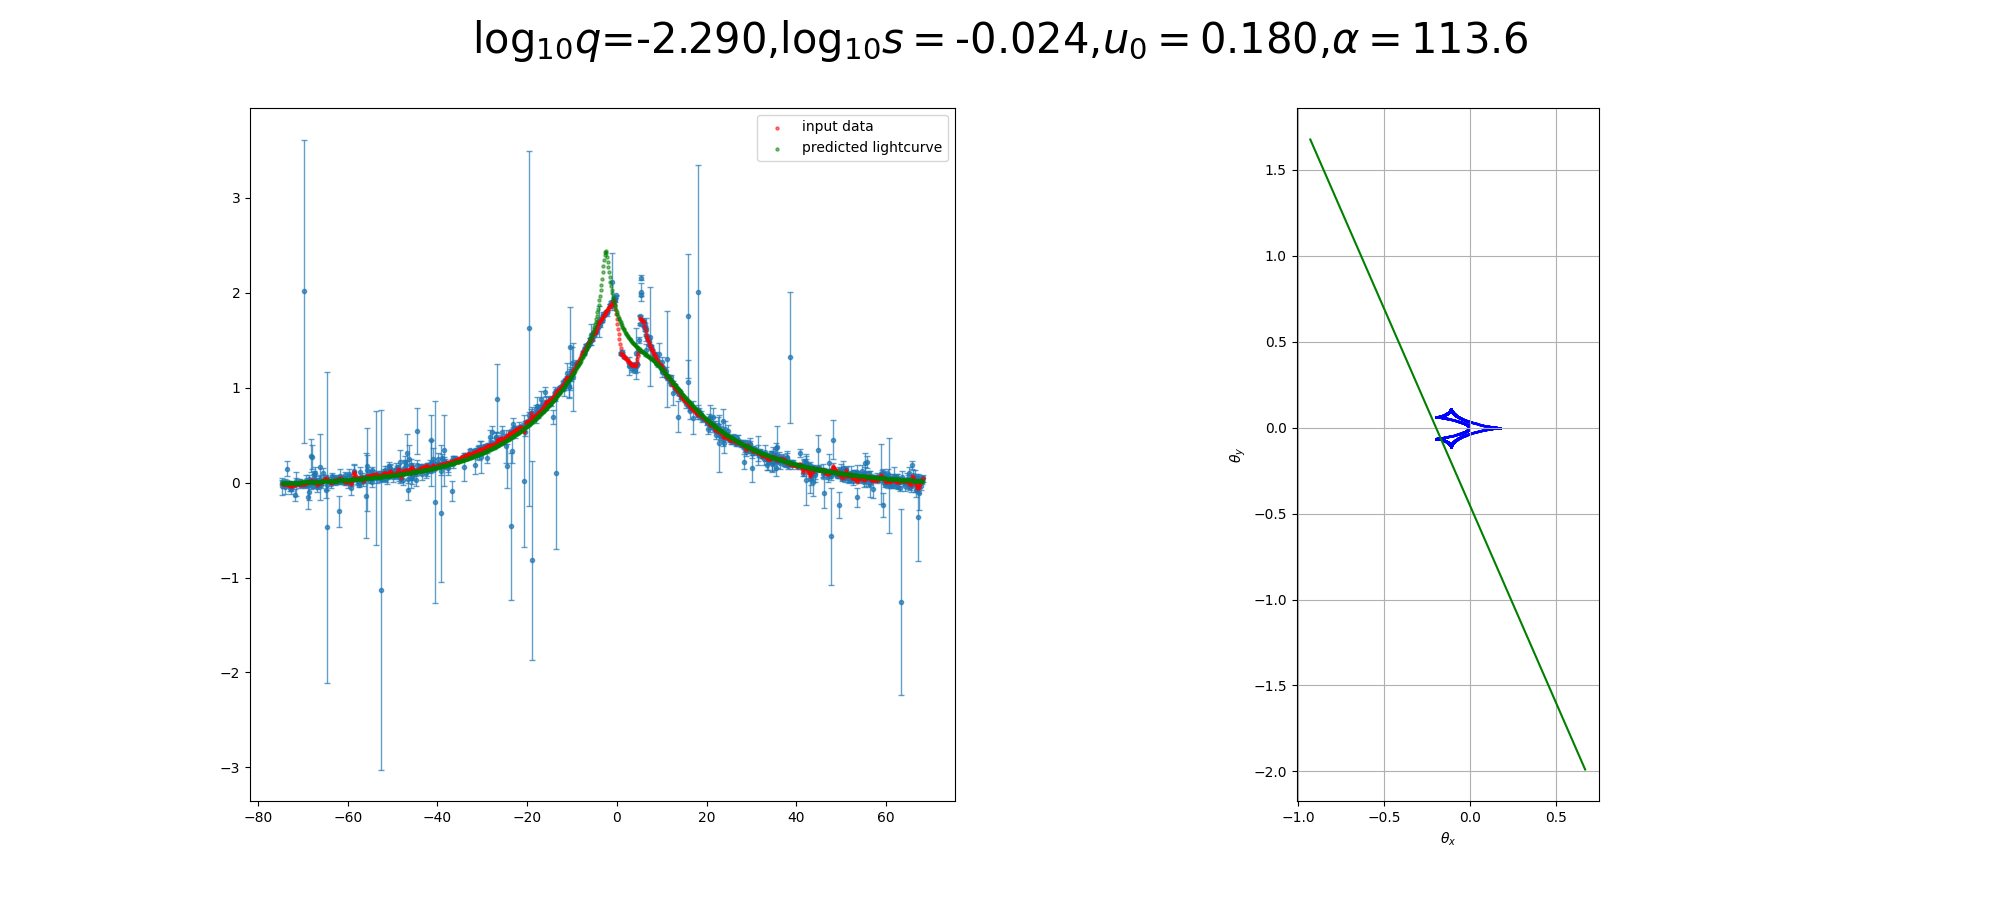 log₁₀q=-2.290,log₁₀s = -0.024,u₀ = 0.180,α = 113.6
input data
predicted lightcurve
3
2
1
0
−1
−2
−3
−80 −60 −40 −20 0 20 40 60
1.5
1.0
0.5
0.0
−0.5
−1.0
−1.5
−2.0
θy
−1.0 −0.5 0.0 0.5
θx